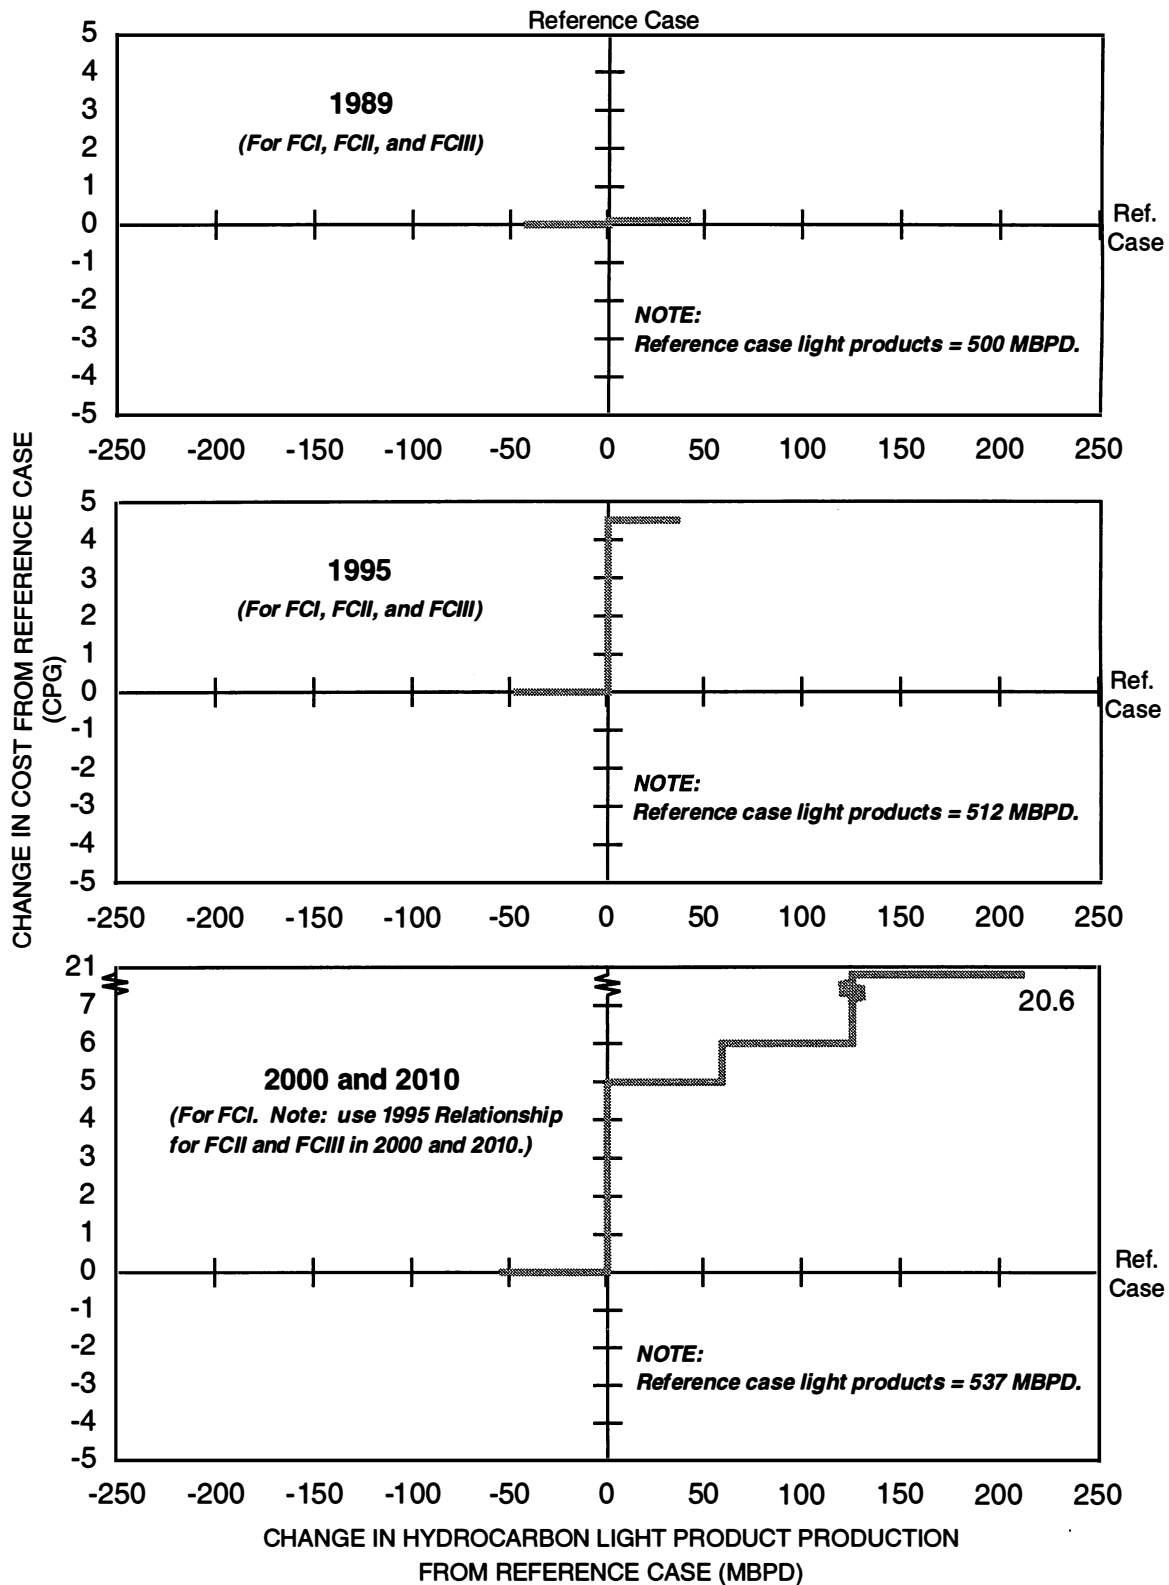 Reference Case
5
4
3
2
1
0
-1
-2
-3
-4
-5
1989
(For FCI, FCII, and FCIII)
Ref.
Case
NOTE:
Reference case light products = 500 MBPD.
-250 -200 -150 -100 -50 0 50 100 150 200 250
5
4
3
2
1
0
-1
-2
-3
-4
-5
1995
(For FCI, FCII, and FCIII)
Ref.
Case
NOTE:
Reference case light products = 512 MBPD.
-250 -200 -150 -100 -50 0 50 100 150 200 250
CHANGE IN COST FROM REFERENCE CASE
(CPG)
21
7
6
5
4
3
2
1
0
-1
-2
-3
-4
-5
20.6
2000 and 2010
(For FCI. Note: use 1995 Relationship
for FCII and FCIII in 2000 and 2010.)
Ref.
Case
NOTE:
Reference case light products = 537 MBPD.
-250 -200 -150 -100 -50 0 50 100 150 200 250
CHANGE IN HYDROCARBON LIGHT PRODUCT PRODUCTION
FROM REFERENCE CASE (MBPD)